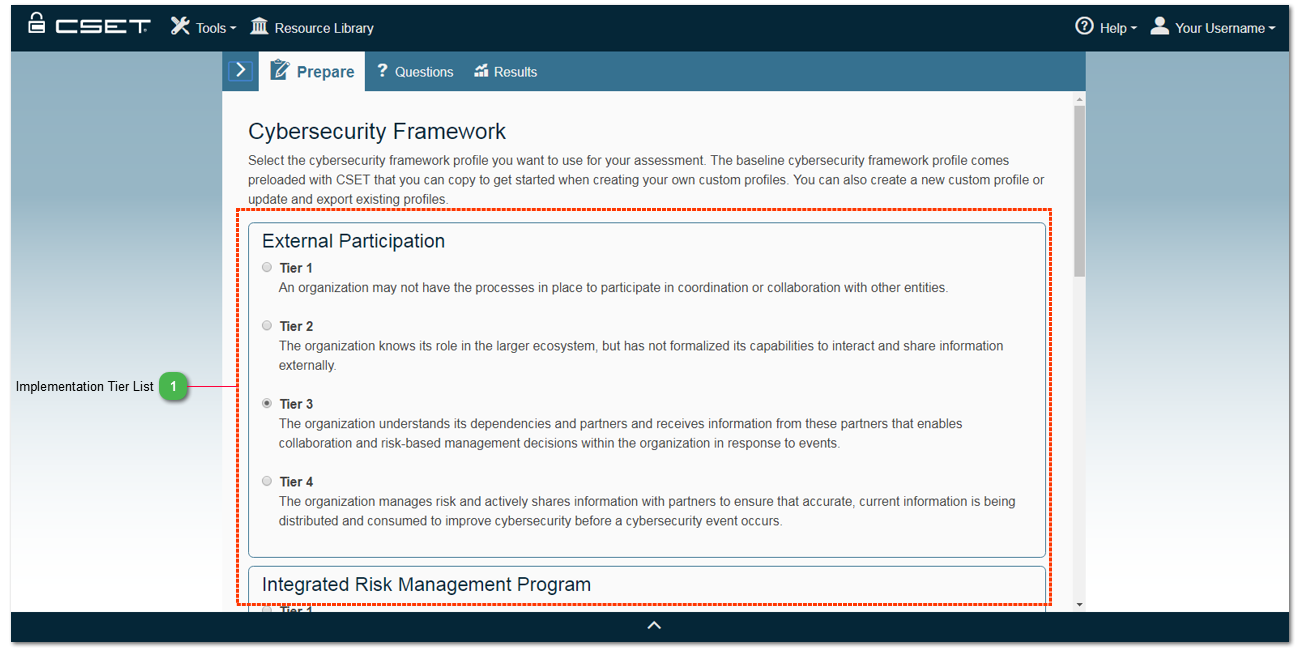 CSET Tools Resource Library Help Your Username
Prepare ? Questions Results
Cybersecurity Framework
Select the cybersecurity framework profile you want to use for your assessment. The baseline cybersecurity framework profile comes
preloaded with CSET that you can copy to get started when creating your own custom profiles. You can also create a new custom profile or
update and export existing profiles.
External Participation
Tier 1
An organization may not have the processes in place to participate in coordination or collaboration with other entities.
Tier 2
The organization knows its role in the larger ecosystem, but has not formalized its capabilities to interact and share information
externally.
Implementation Tier List 1
Tier 3
The organization understands its dependencies and partners and receives information from these partners that enables
collaboration and risk-based management decisions within the organization in response to events.
Tier 4
The organization manages risk and actively shares information with partners to ensure that accurate, current information is being
distributed and consumed to improve cybersecurity before a cybersecurity event occurs.
Integrated Risk Management Program
Tier 1